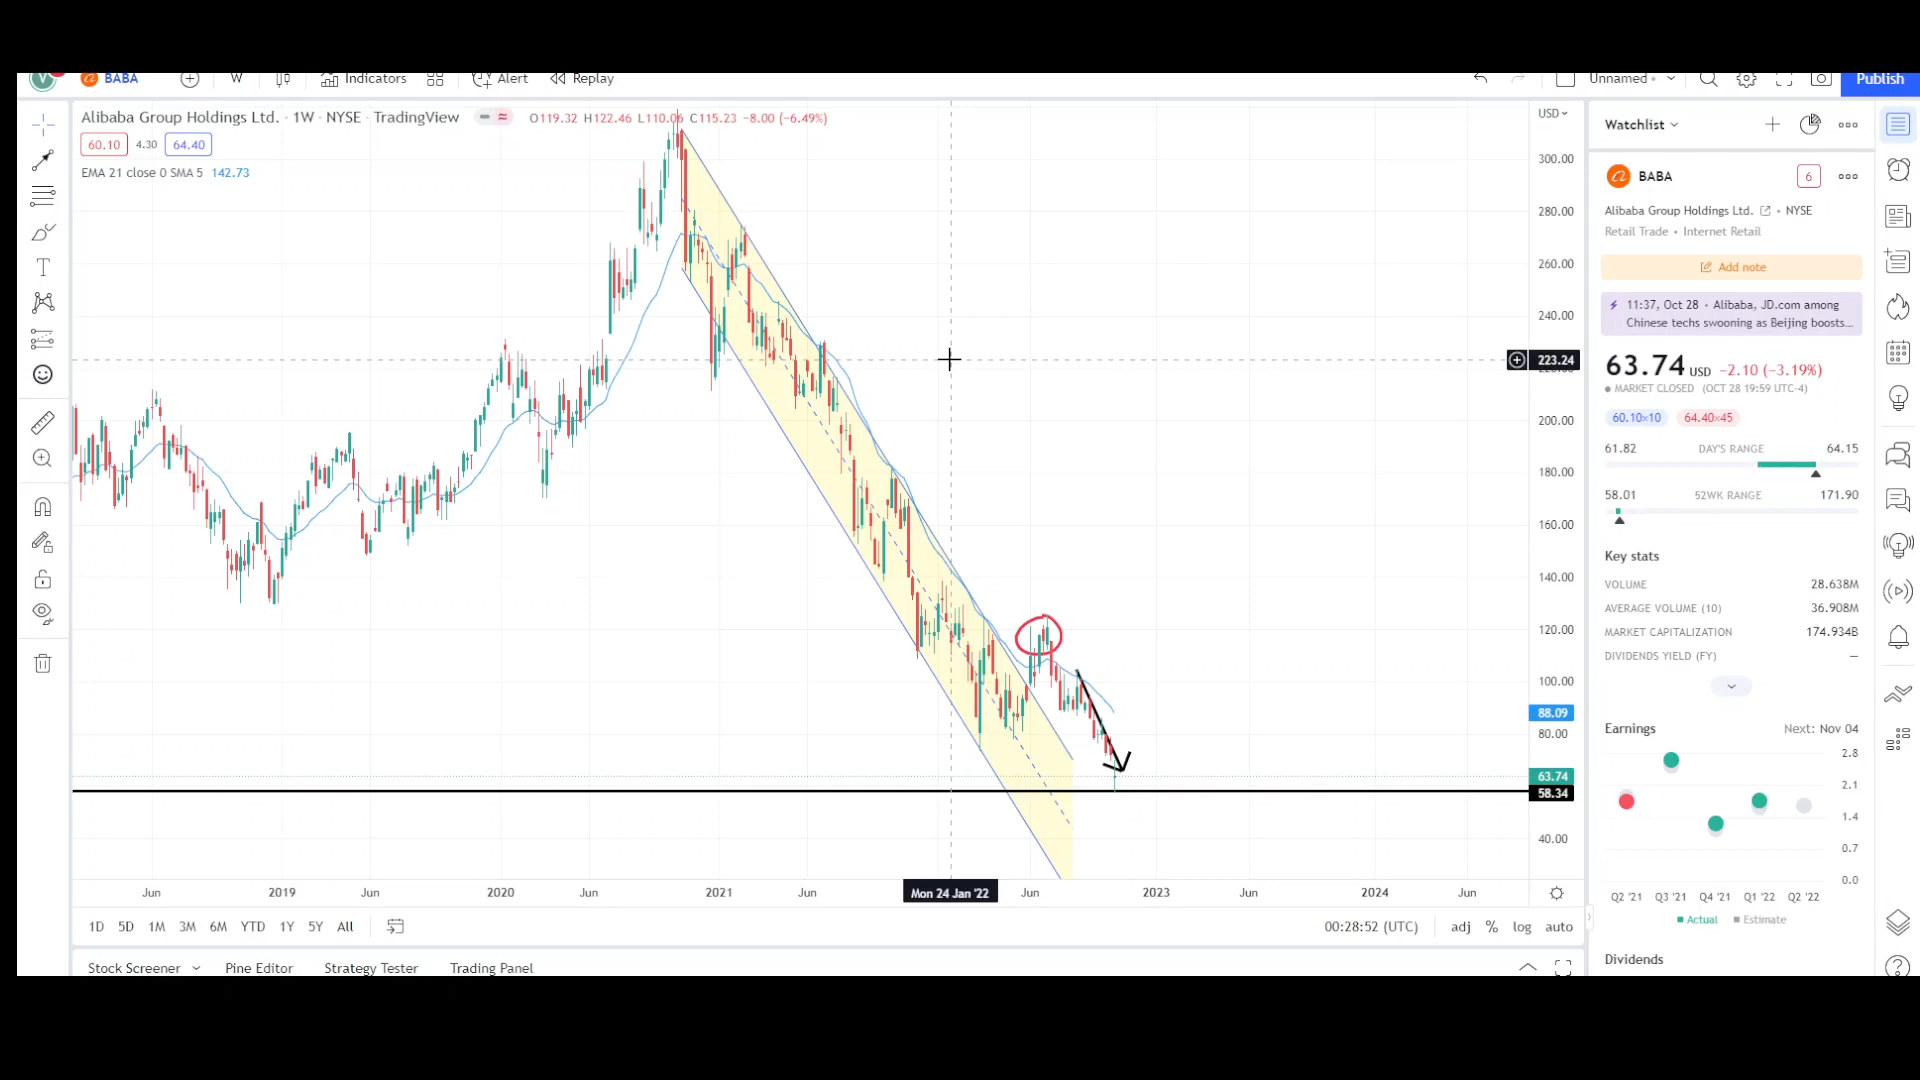 V BABA W Indicators Alert Replay Unnamed Publish
Alibaba Group Holdings Ltd. · 1W · NYSE · TradingView O119.32 H122.46 L110.06 C115.23 −8.00 (−6.49%)
60.10 4.30 64.40
EMA 21 close 0 SMA 5 142.73
USD
300.00
280.00
260.00
240.00
223.24
200.00
180.00
160.00
140.00
120.00
100.00
88.09
80.00
63.74
58.34
40.00
Jun 2019 Jun 2020 Jun 2021 Jun Mon 24 Jan '22 Jun 2023 Jun 2024 Jun
1D 5D 1M 3M 6M YTD 1Y 5Y All 00:28:52 (UTC) adj % log auto
Stock Screener Pine Editor Strategy Tester Trading Panel
Watchlist
BABA 6
Alibaba Group Holdings Ltd. • NYSE
Retail Trade • Internet Retail
Add note
11:37, Oct 28 • Alibaba, JD.com among
Chinese techs swooning as Beijing boosts...
63.74 USD −2.10 (−3.19%)
MARKET CLOSED (OCT 28 19:59 UTC-4)
60.10×10 64.40×45
61.82 DAY'S RANGE 64.15
58.01 52WK RANGE 171.90
Key stats
VOLUME 28.638M
AVERAGE VOLUME (10) 36.908M
MARKET CAPITALIZATION 174.934B
DIVIDENDS YIELD (FY) —
Earnings Next: Nov 04
2.8
2.1
1.4
0.7
0.0
Q2 '21 Q3 '21 Q4 '21 Q1 '22 Q2 '22
Actual Estimate
Dividends